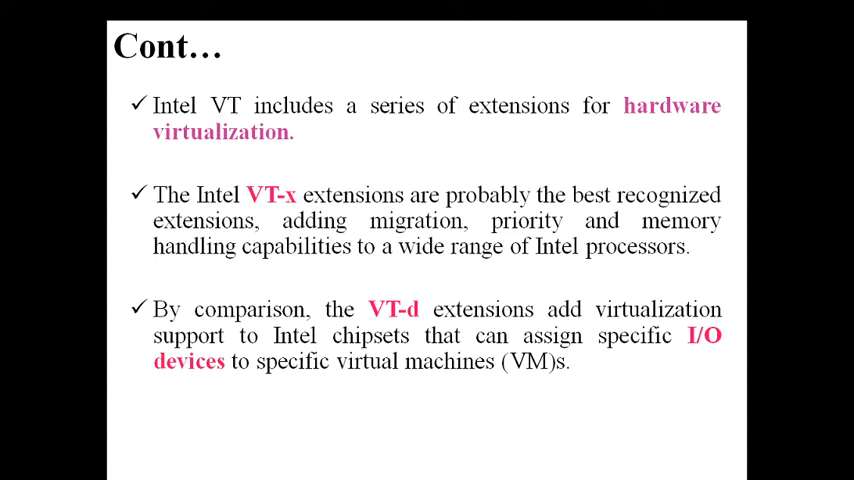 Cont…
✓ Intel VT includes a series of extensions for hardware
virtualization.
✓ The Intel VT-x extensions are probably the best recognized
extensions, adding migration, priority and memory
handling capabilities to a wide range of Intel processors.
✓ By comparison, the VT-d extensions add virtualization
support to Intel chipsets that can assign specific I/O
devices to specific virtual machines (VM)s.